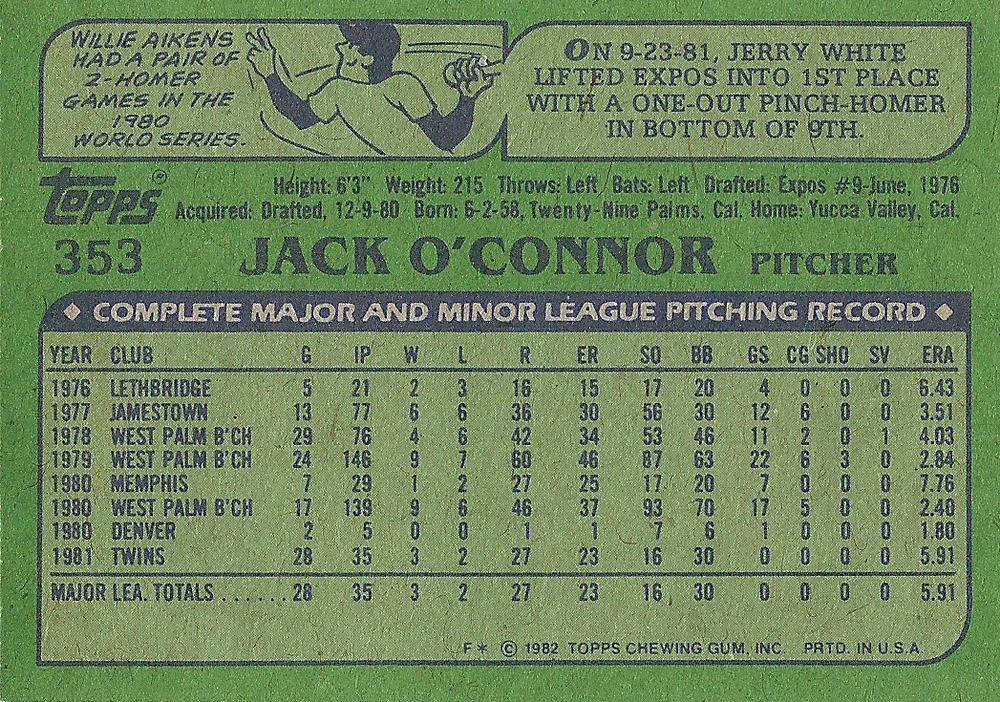 WILLIE AIKENS
HAD A PAIR OF
2-HOMER
GAMES IN THE
1980
WORLD SERIES.
ON 9-23-81, JERRY WHITE
LIFTED EXPOS INTO 1ST PLACE
WITH A ONE-OUT PINCH-HOMER
IN BOTTOM OF 9TH.
Topps®
Height: 6'3" Weight: 215 Throws: Left Bats: Left Drafted: Expos #9-June, 1976
Acquired: Drafted, 12-9-80 Born: 6-2-58, Twenty-Nine Palms, Cal. Home: Yucca Valley, Cal.
353 JACK O'CONNOR PITCHER
◆ COMPLETE MAJOR AND MINOR LEAGUE PITCHING RECORD ◆
YEAR CLUB G IP W L R ER SO BB GS CG SHO SV ERA
1976 LETHBRIDGE 5 21 2 3 16 15 17 20 4 0 0 0 6.43
1977 JAMESTOWN 13 77 6 6 36 30 56 30 12 6 0 0 3.51
1978 WEST PALM B'CH 29 76 4 6 42 34 53 46 11 2 0 1 4.03
1979 WEST PALM B'CH 24 146 9 7 60 46 87 63 22 6 3 0 2.84
1980 MEMPHIS 7 29 1 2 27 25 17 20 7 0 0 0 7.76
1980 WEST PALM B'CH 17 139 9 6 46 37 93 70 17 5 0 0 2.40
1980 DENVER 2 5 0 0 1 1 7 6 1 0 0 0 1.80
1981 TWINS 28 35 3 2 27 23 16 30 0 0 0 0 5.91
MAJOR LEA. TOTALS ...... 28 35 3 2 27 23 16 30 0 0 0 0 5.91
F* © 1982 TOPPS CHEWING GUM, INC. PRTD. IN U.S.A.